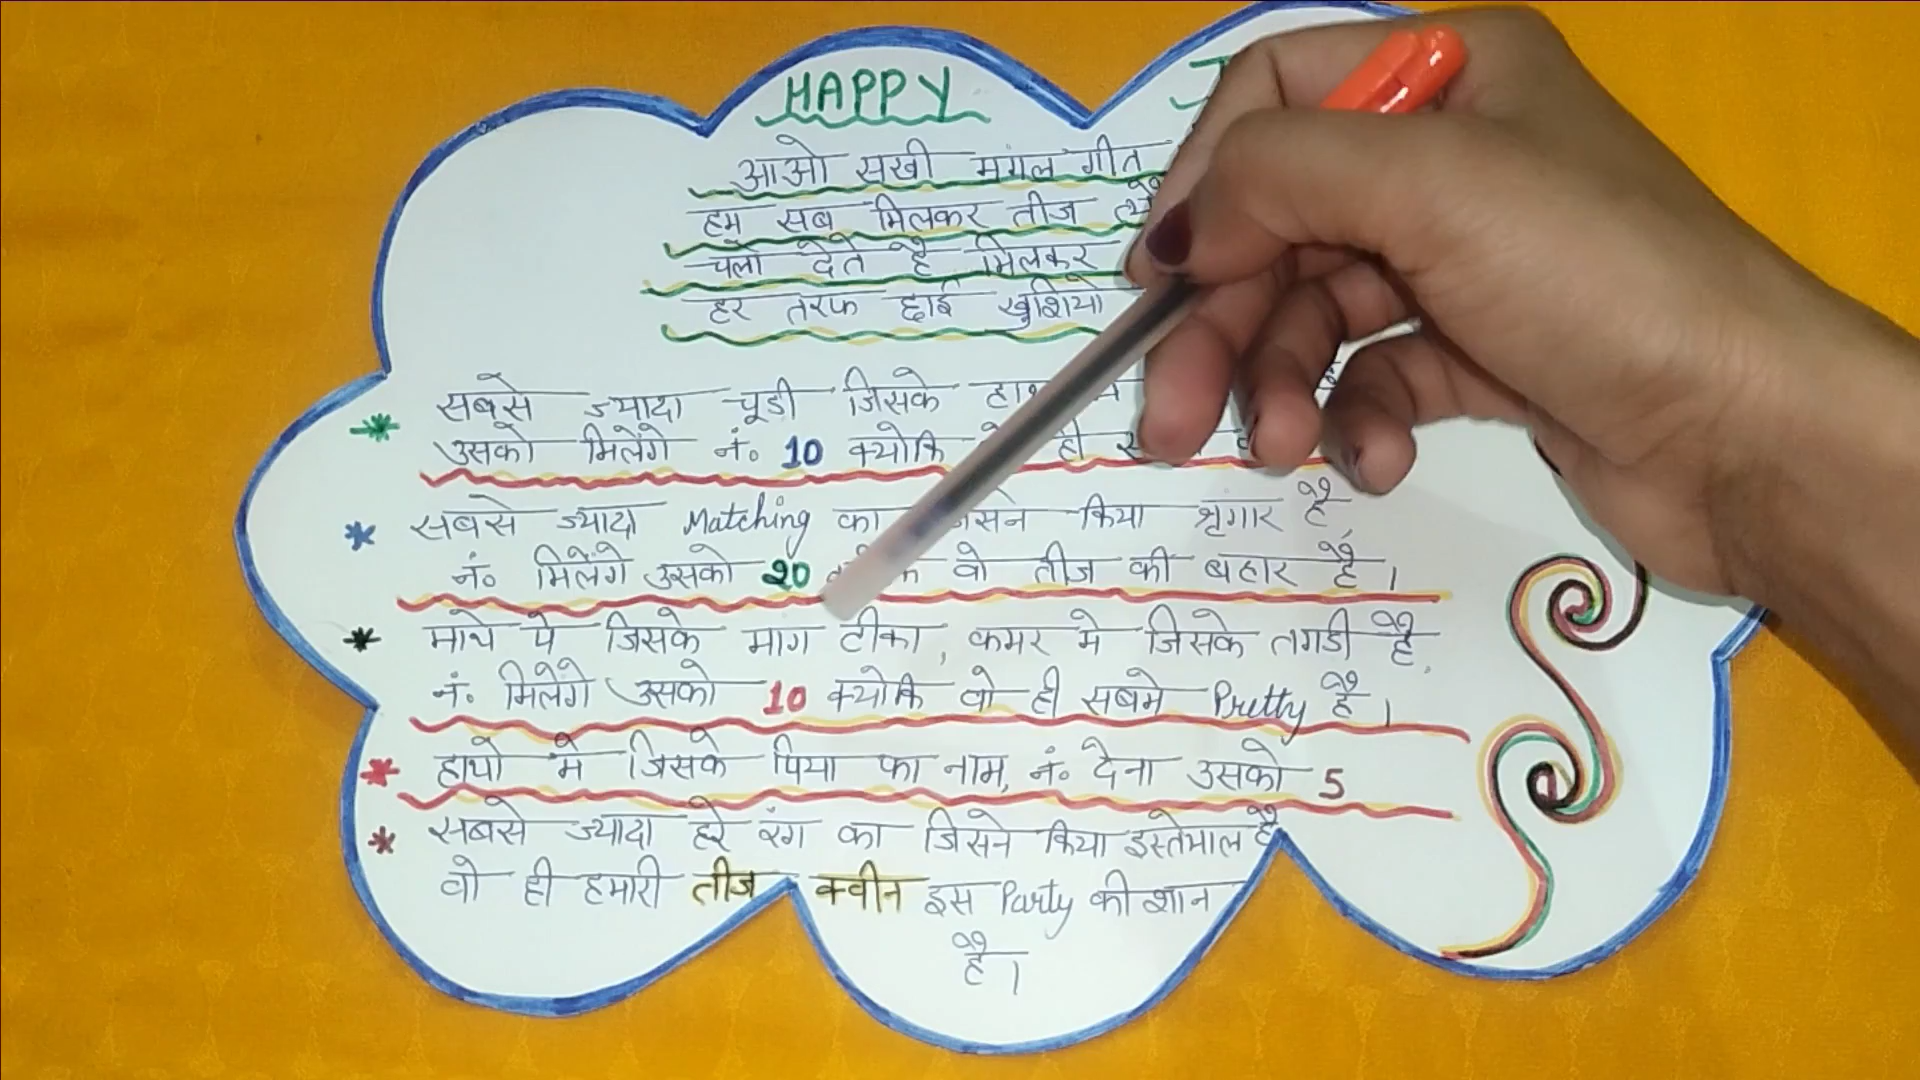 HAPPY
आओ सखी मंगल गीत
हम सब मिलकर तीज
चलो देते है मिलकर
हर तरफ छाई खुशियो
सबसे ज्यादा चूडी जिसके
उसको मिलेंगे नं० 10 क्योकि ही
सबसे ज्यादा Matching का किया श्रृंगार है,
नं० मिलेंगे उसको 20 वो तीज की बहार है।
माथे पे जिसके मांग टीका, कमर मे जिसके तगडी है,
नं० मिलेंगे उसको 10 क्योकि वो ही सबमे Pretty है।
हाथो मे जिसके पिया का नाम, नं० देना उसको 5
सबसे ज्यादा हरे रंग का जिसने किया इस्तेमाल है
वो ही हमारी तीज क्वीन इस Party की शान
है।